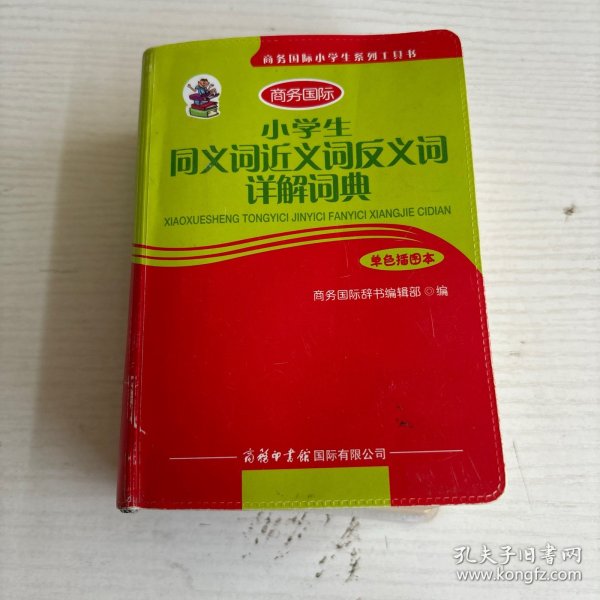 商务国际小学生系列工具书
商务国际
小学生
同义词近义词反义词
详解词典
XIAOXUESHENG TONGYICI JINYICI FANYICI XIANGJIE CIDIAN
单色插图本
商务国际辞书编辑部◎编
商务印书馆国际有限公司
孔夫子旧书网
www.kongfz.com